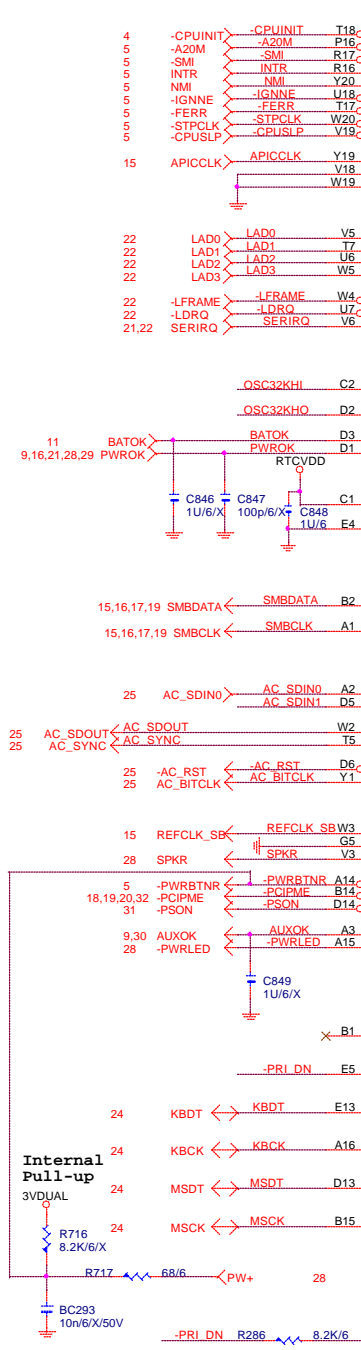 4 -CPUINIT -CPUINIT T18
5 -A20M -A20M P16
5 -SMI -SMI R17
5 INTR INTR R16
5 NMI NMI Y20
5 -IGNNE -IGNNE U18
5 -FERR -FERR T17
5 -STPCLK -STPCLK W20
5 -CPUSLP -CPUSLP V19
15 APICCLK APICCLK Y19
V18
W19
22 LAD0 LAD0 V5
22 LAD1 LAD1 T7
22 LAD2 LAD2 U6
22 LAD3 LAD3 W5
22 -LFRAME -LFRAME W4
22 -LDRQ -LDRQ U7
21,22 SERIRQ SERIRQ V6
OSC32KHI C2
OSC32KHO D2
11 BATOK BATOK D3
9,16,21,28,29 PWROK PWROK D1
RTCVDD
C846 C847 C1
1U/6/X 100p/6/X C848
1U/6 E4
15,16,17,19 SMBDATA SMBDATA B2
15,16,17,19 SMBCLK SMBCLK A1
25 AC_SDIN0 AC_SDIN0 A2
AC_SDIN1 D5
25 AC_SDOUT AC_SDOUT W2
25 AC_SYNC AC_SYNC T5
25 -AC_RST -AC_RST D6
25 AC_BITCLK AC_BITCLK Y1
15 REFCLK_SB REFCLK_SB W3
G5
28 SPKR SPKR V3
5 -PWRBTNR -PWRBTNR A14
18,19,20,32 -PCIPME -PCIPME B14
31 -PSON -PSON D14
9,30 AUXOK AUXOK A3
28 -PWRLED -PWRLED A15
C849
1U/6/X
B1
-PRI_DN E5
24 KBDT KBDT E13
24 KBCK KBCK A16
Internal
Pull-up
24 MSDT MSDT D13
3VDUAL
24 MSCK MSCK B15
R716
8.2K/6/X
R717 68/6 PW+ 28
BC293
10n/6/X/50V
-PRI_DN R286 8.2K/6